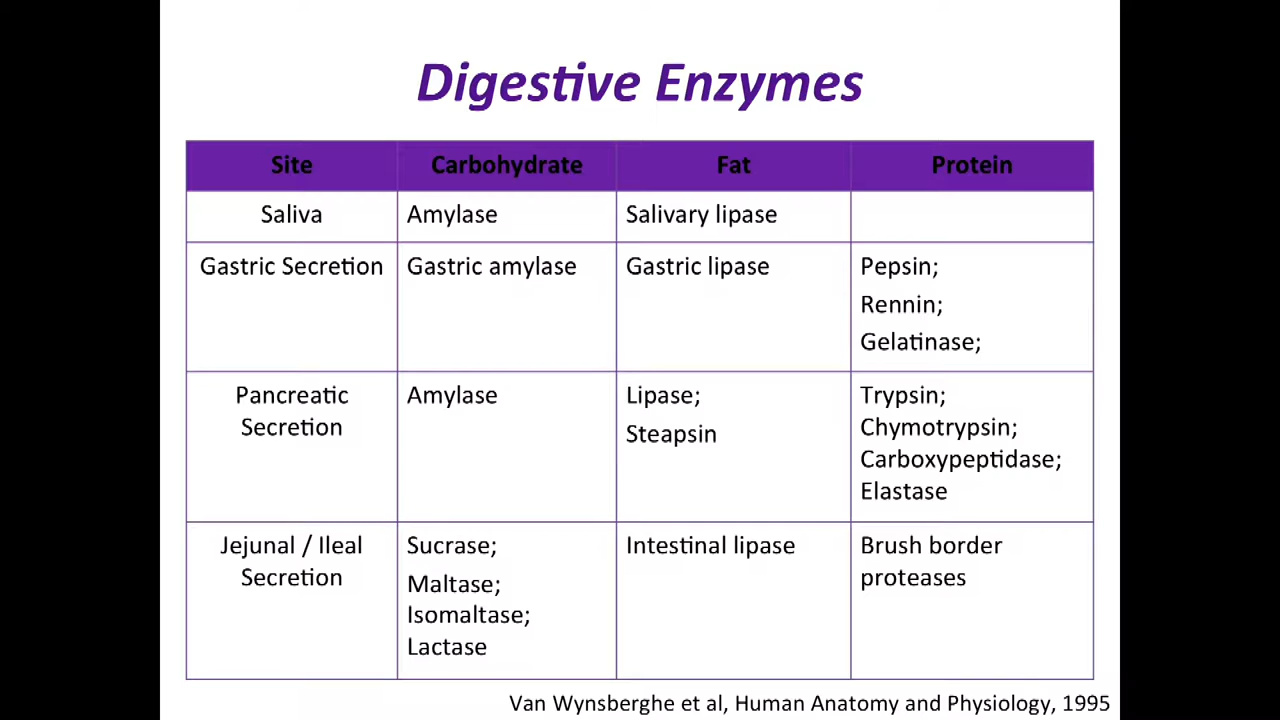 Digestive Enzymes
Site Carbohydrate Fat Protein
Saliva Amylase Salivary lipase
Gastric Secretion Gastric amylase Gastric lipase Pepsin;
Rennin;
Gelatinase;
Pancreatic Amylase Lipase; Trypsin;
Secretion Steapsin Chymotrypsin;
Carboxypeptidase;
Elastase
Jejunal / Ileal Sucrase; Intestinal lipase Brush border
Secretion Maltase; proteases
Isomaltase;
Lactase
Van Wynsberghe et al, Human Anatomy and Physiology, 1995